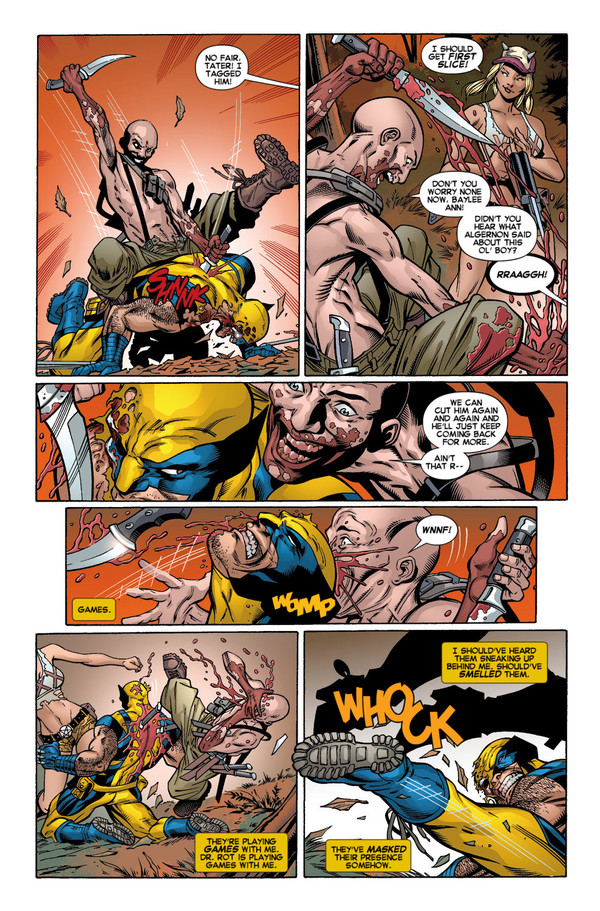 NO FAIR,
TATER! I
TAGGED
HIM!
SHNNK
I SHOULD
GET FIRST
SLICE!
DON'T YOU
WORRY NONE
NOW, BAYLEE
ANN!
DIDN'T YOU
HEAR WHAT
ALGERNON SAID
ABOUT THIS
OL' BOY?
RRAAGGH!
WE CAN
CUT HIM AGAIN
AND AGAIN AND
HE'LL JUST KEEP
COMING BACK
FOR MORE.
AIN'T
THAT R--
WNNF!
WOMP
GAMES.
THEY'RE PLAYING
GAMES WITH ME.
DR. ROT IS PLAYING
GAMES WITH ME.
I SHOULD'VE HEARD
THEM SNEAKING UP
BEHIND ME. SHOULD'VE
SMELLED THEM.
WHOCK
THEY'VE MASKED
THEIR PRESENCE
SOMEHOW.